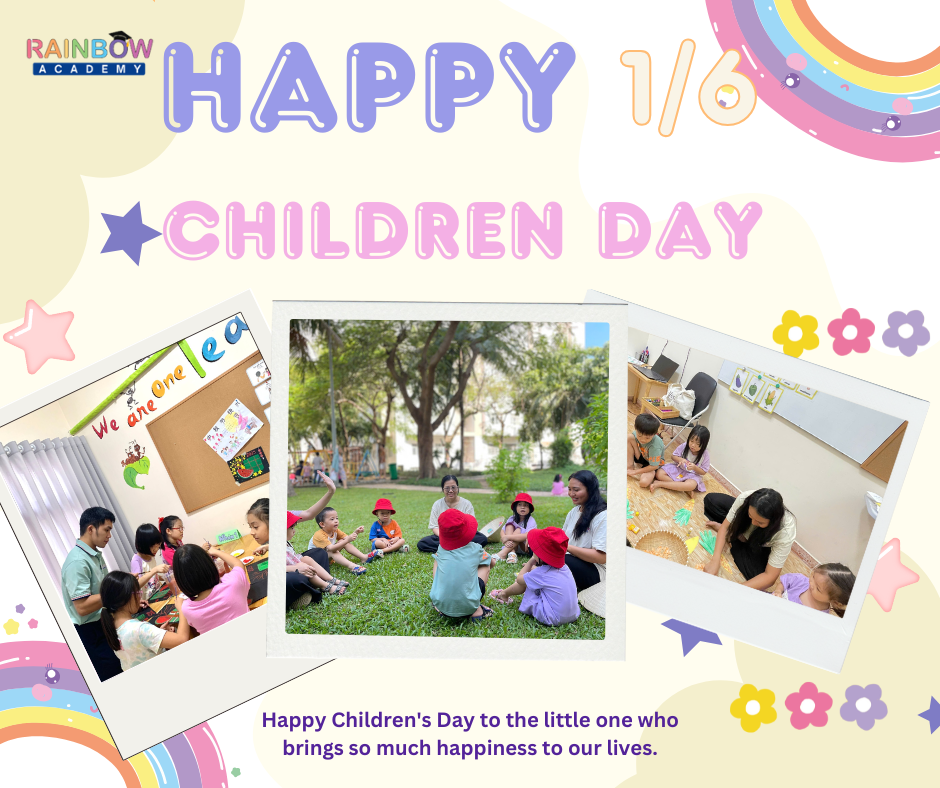 RAINBOW
ACADEMY
HAPPY 1/6
CHILDREN DAY
We are one Tea
Happy Children's Day to the little one who
brings so much happiness to our lives.